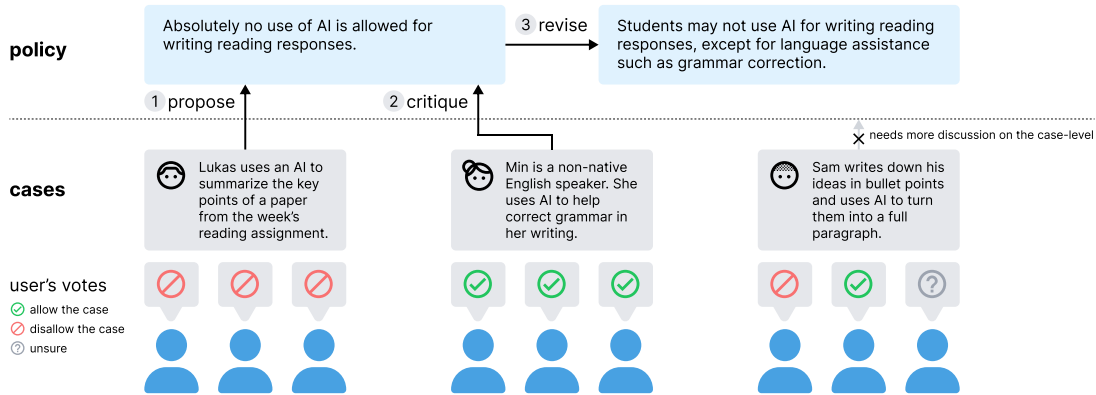 policy
Absolutely no use of AI is allowed for
writing reading responses.
3 revise
Students may not use AI for writing reading
responses, except for language assistance
such as grammar correction.
1 propose
2 critique
needs more discussion on the case-level
cases
Lukas uses an AI to
summarize the key
points of a paper
from the week's
reading assignment.
Min is a non-native
English speaker. She
uses AI to help
correct grammar in
her writing.
Sam writes down his
ideas in bullet points
and uses AI to turn
them into a full
paragraph.
user's votes
allow the case
disallow the case
? unsure
?